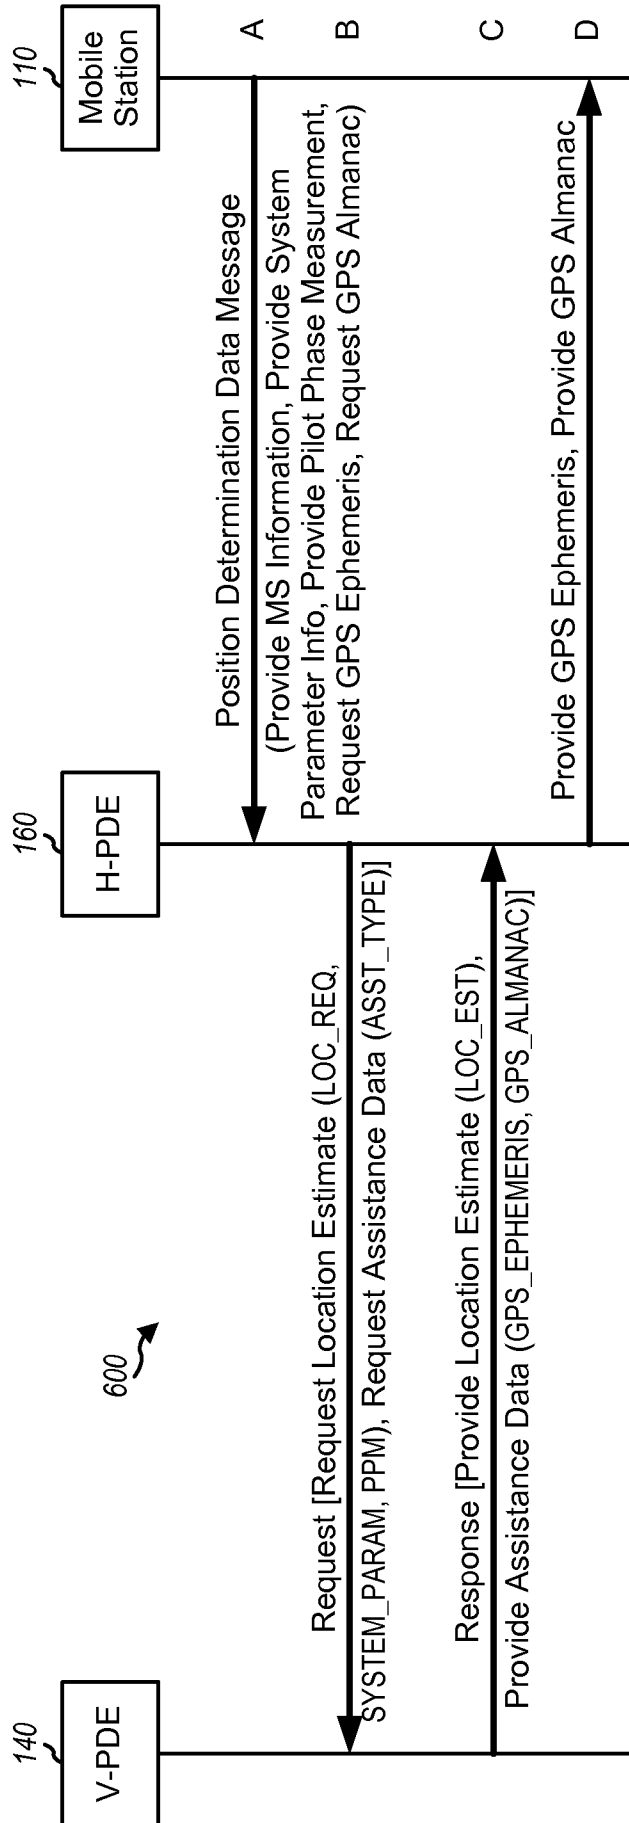 140
160
110
V-PDE
H-PDE
Mobile
Station
600
Position Determination Data Message
A
(Provide MS Information, Provide System
Parameter Info, Provide Pilot Phase Measurement,
Request GPS Ephemeris, Request GPS Almanac)
Request [Request Location Estimate (LOC_REQ,
SYSTEM_PARAM, PPM), Request Assistance Data (ASST_TYPE)]
B
Response [Provide Location Estimate (LOC_EST),
Provide Assistance Data (GPS_EPHEMERIS, GPS_ALMANAC)]
C
Provide GPS Ephemeris, Provide GPS Almanac
D